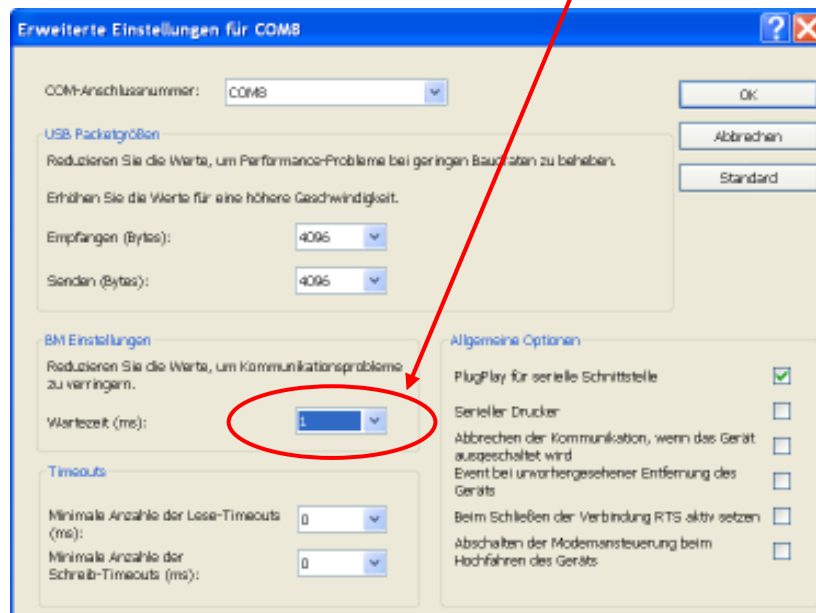 Erweiterte Einstellungen für COM8
COM-Anschlussnummer: COM8
OK
USB Packetgrößen
Abbrechen
Reduzieren Sie die Werte, um Performance-Probleme bei geringen Baudraten zu beheben.
Standard
Erhöhen Sie die Werte für eine höhere Geschwindigkeit.
Empfangen (Bytes): 4096
Senden (Bytes): 4096
BM Einstellungen
Reduzieren Sie die Werte, um Kommunikationsprobleme
zu verringern.
Wartezeit (ms): 1
Timeouts
Minimale Anzahle der Lese-Timeouts
(ms): 0
Minimale Anzahle der
Schreib-Timeouts (ms): 0
Allgemeine Optionen
PlugPlay für serielle Schnittstelle
Serieller Drucker
Abbrechen der Kommunikation, wenn das Gerät
ausgeschaltet wird
Event bei unvorhergesehener Entfernung des
Geräts
Beim Schließen der Verbindung RTS aktiv setzen
Abschalten der Modemansteuerung beim
Hochfahren des Geräts